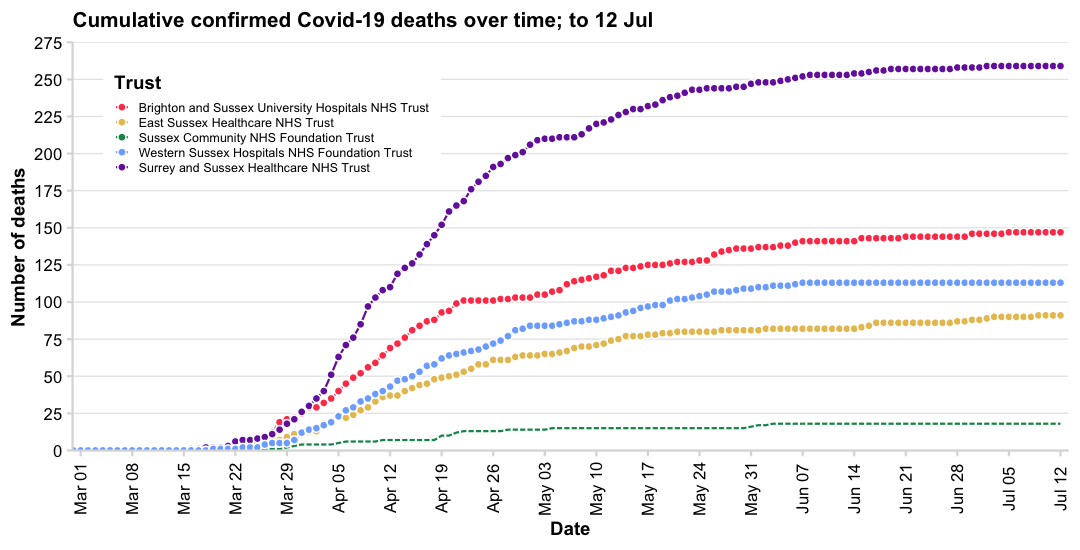 Cumulative confirmed Covid-19 deaths over time; to 12 Jul
275
250
225
200
175
150
125
100
75
50
25
0
Number of deaths
Trust
Brighton and Sussex University Hospitals NHS Trust
East Sussex Healthcare NHS Trust
Sussex Community NHS Foundation Trust
Western Sussex Hospitals NHS Foundation Trust
Surrey and Sussex Healthcare NHS Trust
Mar 01
Mar 08
Mar 15
Mar 22
Mar 29
Apr 05
Apr 12
Apr 19
Apr 26
May 03
May 10
May 17
May 24
May 31
Jun 07
Jun 14
Jun 21
Jun 28
Jul 05
Jul 12
Date